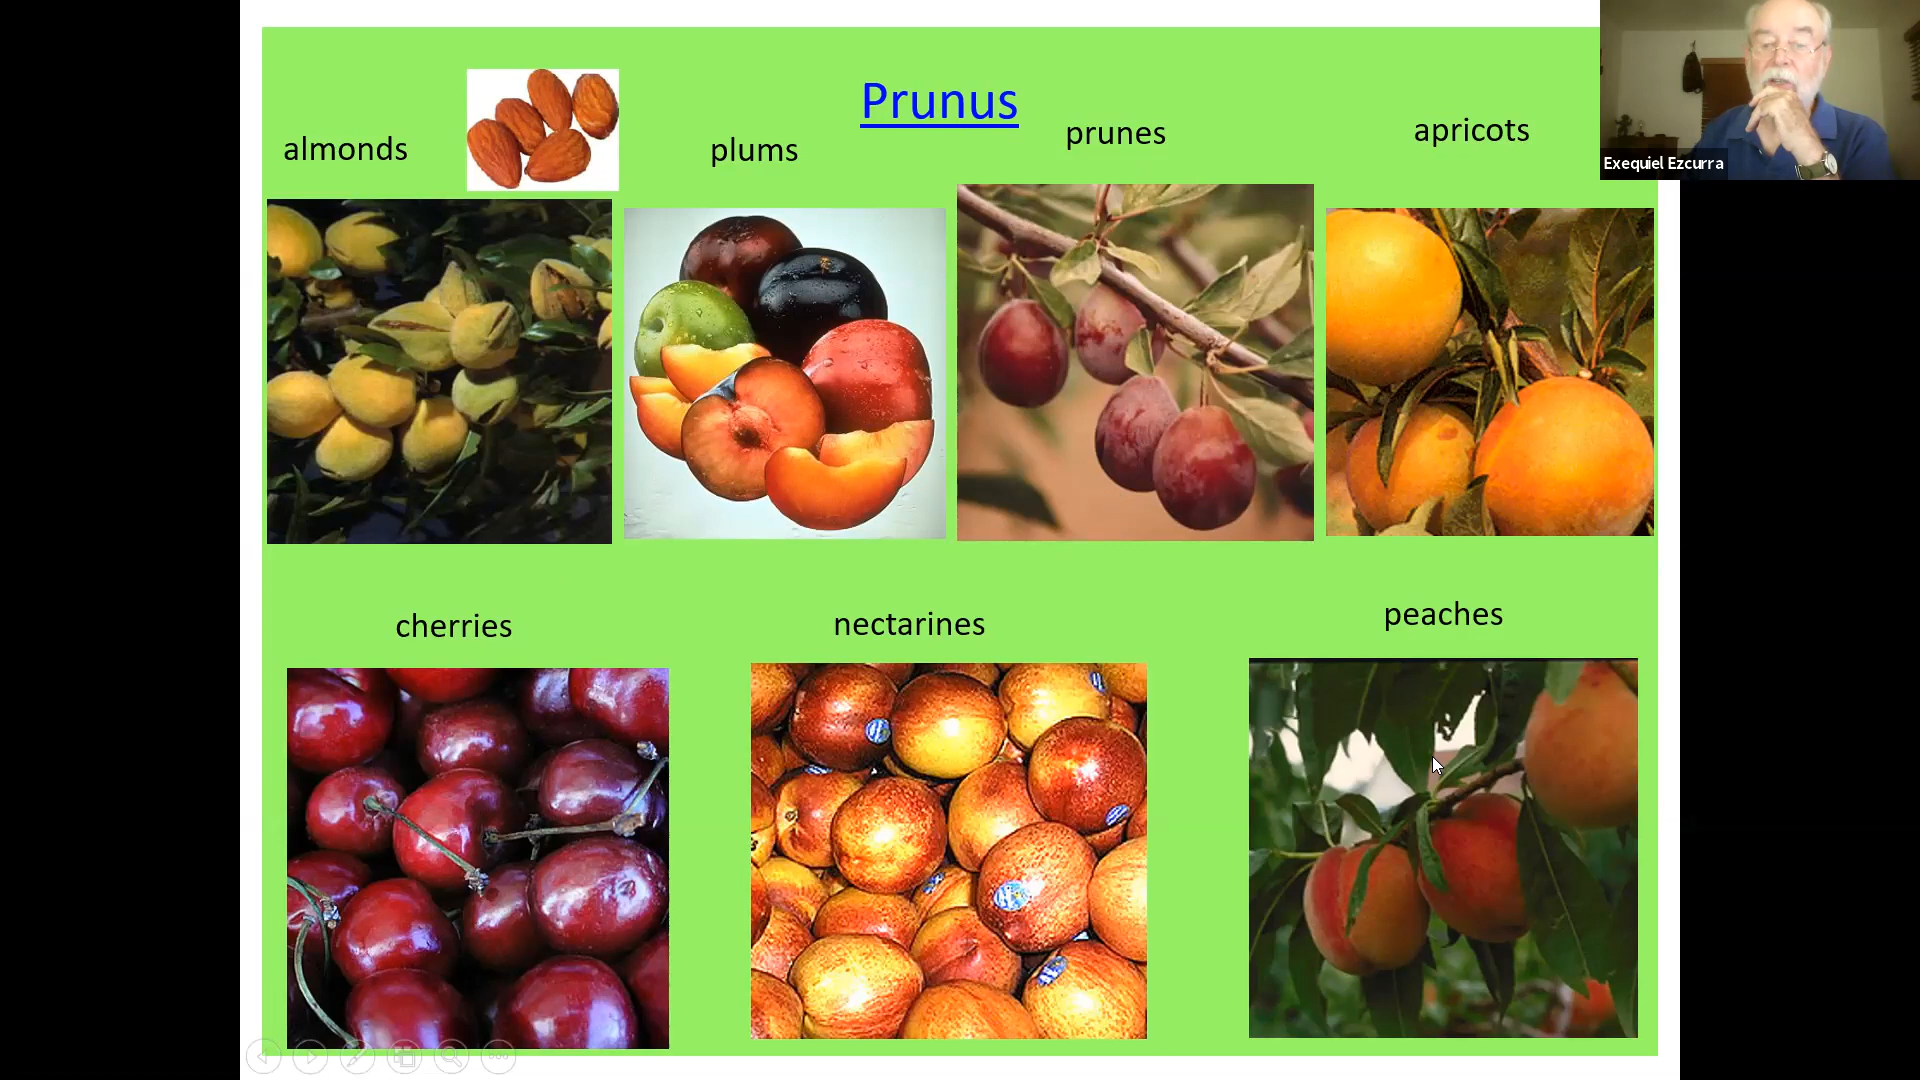 Prunus
almonds
plums
prunes
apricots
Exequiel Ezcurra
cherries
nectarines
peaches